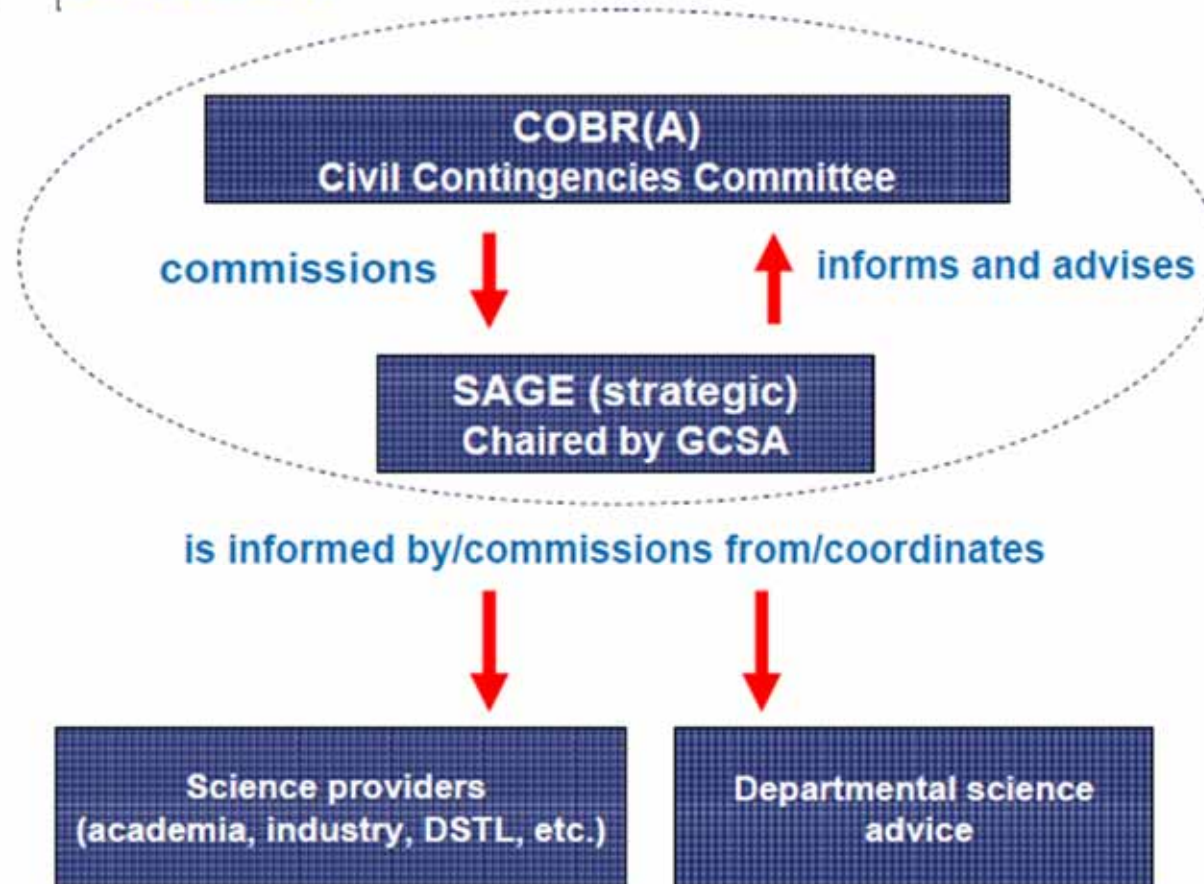 COBR(A)
Civil Contingencies Committee
commissions
informs and advises
SAGE (strategic)
Chaired by GCSA
is informed by/commissions from/coordinates
Science providers
(academia, industry, DSTL, etc.)
Departmental science
advice